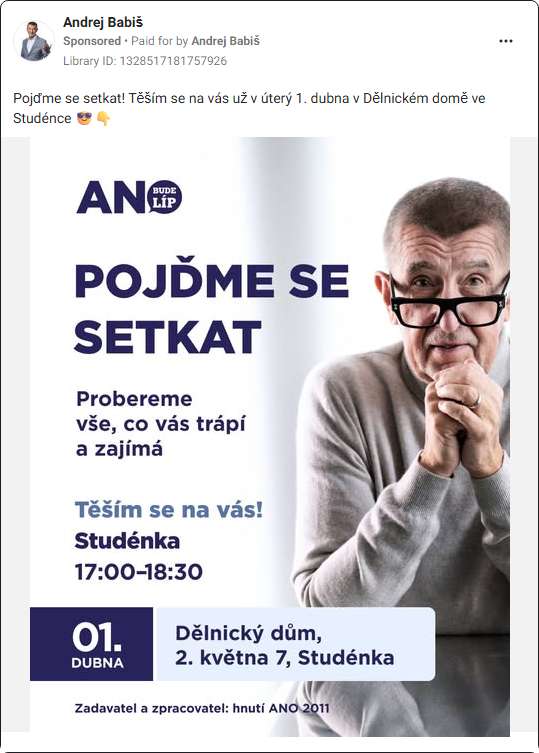 Andrej Babiš
Sponsored • Paid for by Andrej Babiš
Library ID: 1328517181757926
Pojďme se setkat! Těším se na vás už v úterý 1. dubna v Dělnickém domě ve
Studénce 😎👇
ANO
BUDE
LÍP
POJĎME SE
SETKAT
Probereme
vše, co vás trápí
a zajímá
Těším se na vás!
Studénka
17:00–18:30
01.
DUBNA
Dělnický dům,
2. května 7, Studénka
Zadavatel a zpracovatel: hnutí ANO 2011